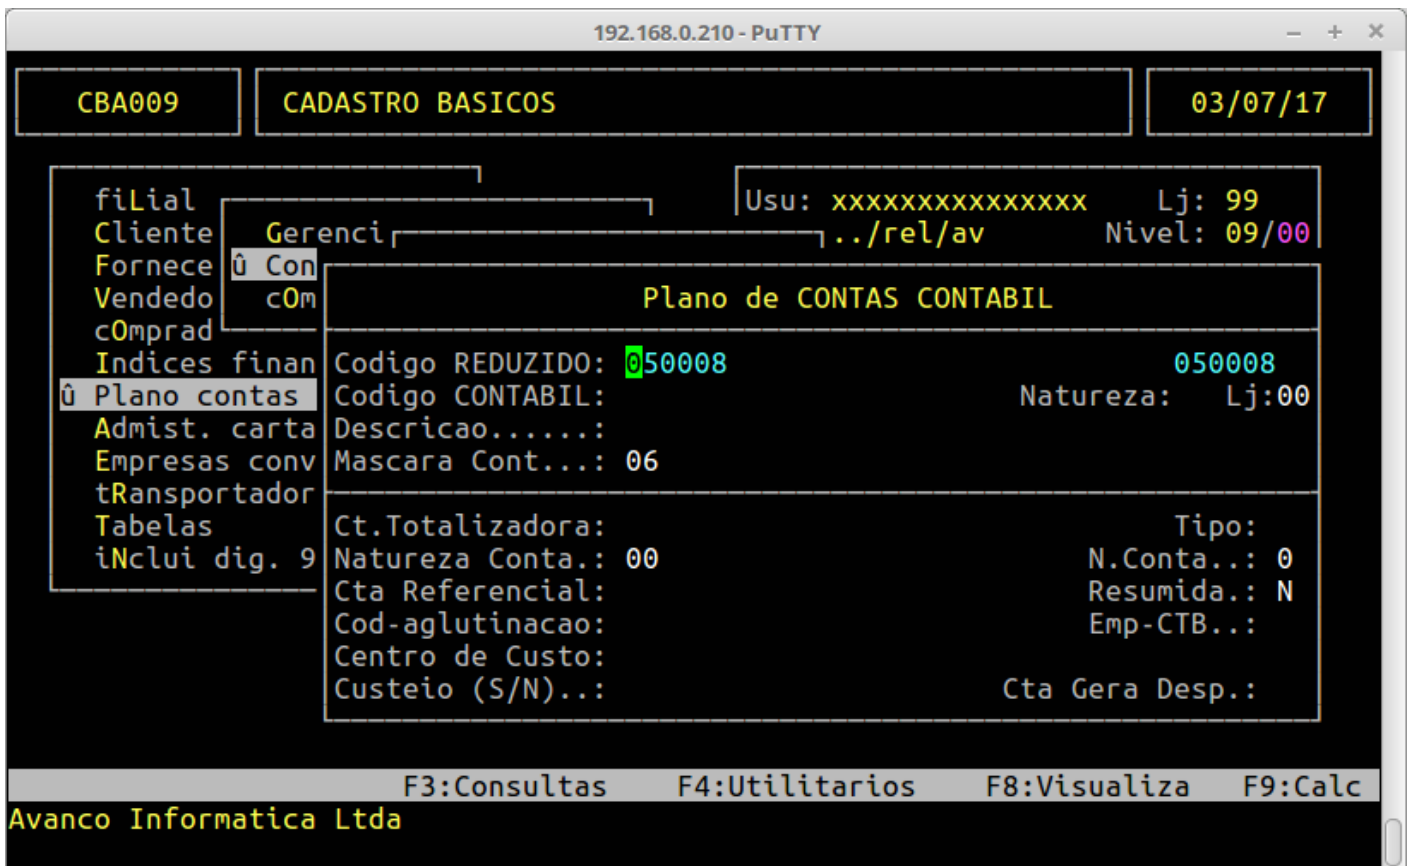 192.168.0.210 - PuTTY
CBA009 CADASTRO BASICOS 03/07/17
fiLial Usu: xxxxxxxxxxxxxxx Lj: 99
Cliente Gerenci ../rel/av Nivel: 09/00
Fornece û Con
Vendedo cOm Plano de CONTAS CONTABIL
cOmprad
Indices finan Codigo REDUZIDO: 050008 050008
û Plano contas Codigo CONTABIL: Natureza: Lj:00
Admist. carta Descricao......:
Empresas conv Mascara Cont...: 06
tRansportador
Tabelas Ct.Totalizadora: Tipo:
iNclui dig. 9 Natureza Conta.: 00 N.Conta..: 0
Cta Referencial: Resumida.: N
Cod-aglutinacao: Emp-CTB..:
Centro de Custo:
Custeio (S/N)..: Cta Gera Desp.:
F3:Consultas F4:Utilitarios F8:Visualiza F9:Calc
Avanco Informatica Ltda